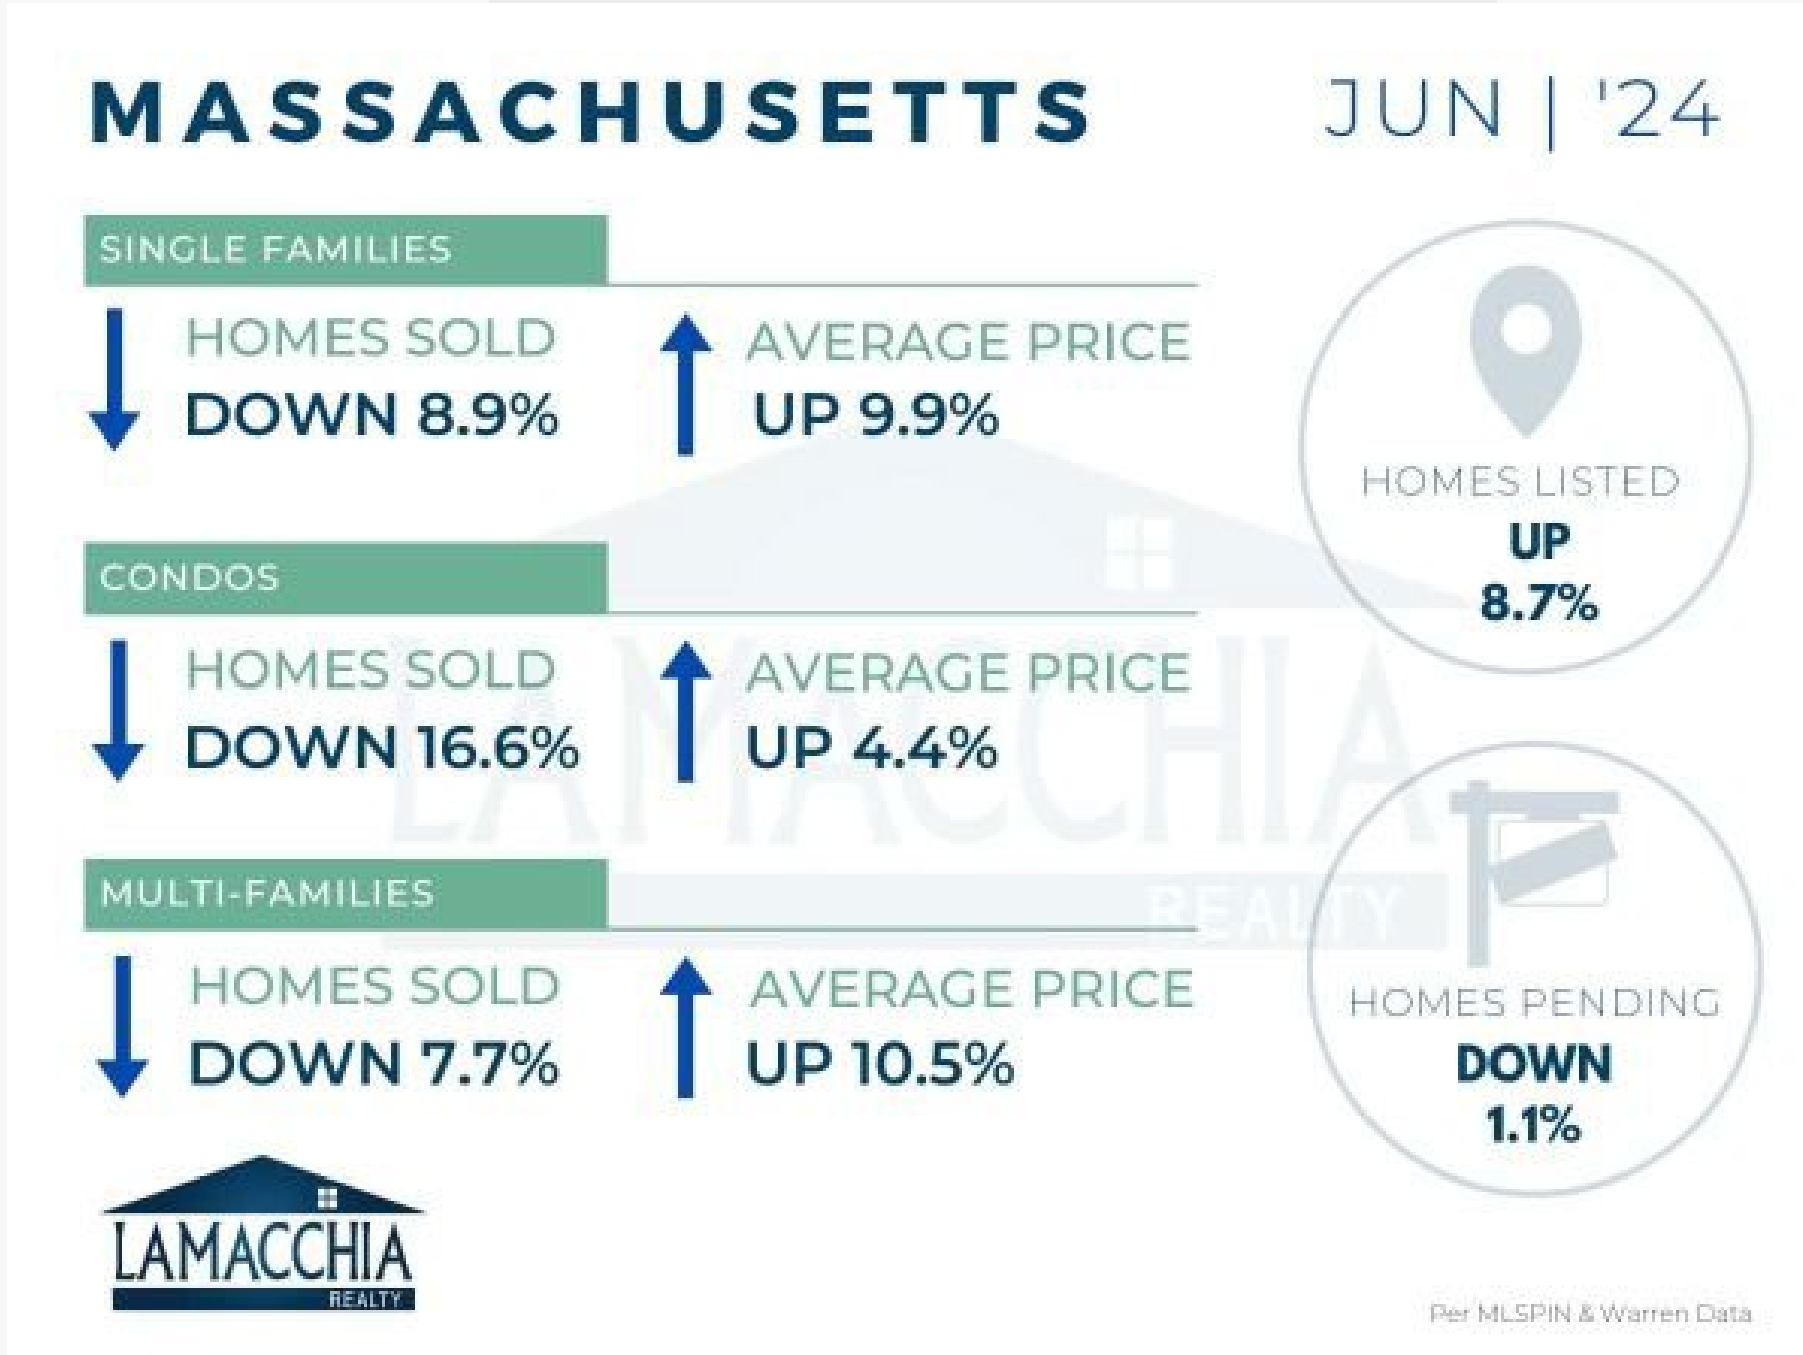 MASSACHUSETTS
JUN | '24
SINGLE FAMILIES
HOMES SOLD
DOWN 8.9%
AVERAGE PRICE
UP 9.9%
CONDOS
HOMES SOLD
DOWN 16.6%
AVERAGE PRICE
UP 4.4%
MULTI-FAMILIES
HOMES SOLD
DOWN 7.7%
AVERAGE PRICE
UP 10.5%
HOMES LISTED
UP
8.7%
HOMES PENDING
DOWN
1.1%
LAMACCHIA
REALTY
LAMACCHIA
REALTY
Per MLSPIN & Warren Data